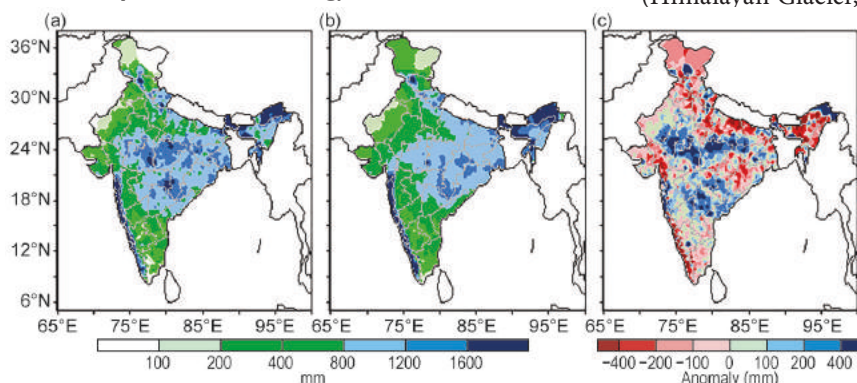 (Himalayan Glacier,
(a) (b) (c)
36°N
30°N
24°N
18°N
12°N
6°N
65°E 75°E 85°E 95°E 65°E 75°E 85°E 95°E 65°E 75°E 85°E 95°E
100 200 400 800 1200 1600 −400 −200 −100 0 100 200 400
mm Anomaly (mm)